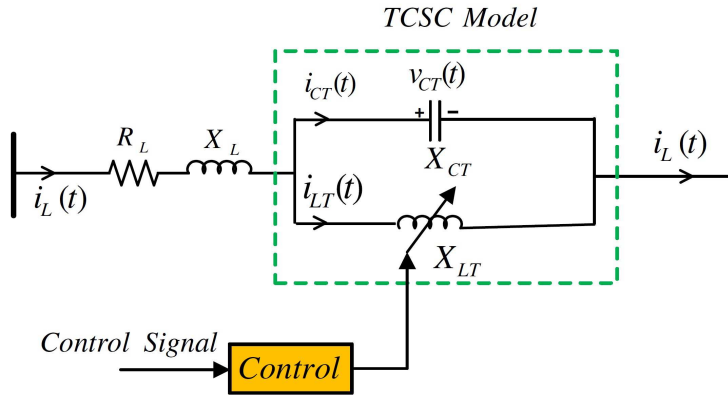 TCSC Model
i_CT(t)
v_CT(t)
+
−
R_L
X_L
X_CT
i_L(t)
i_L(t)
i_LT(t)
X_LT
Control Signal
Control